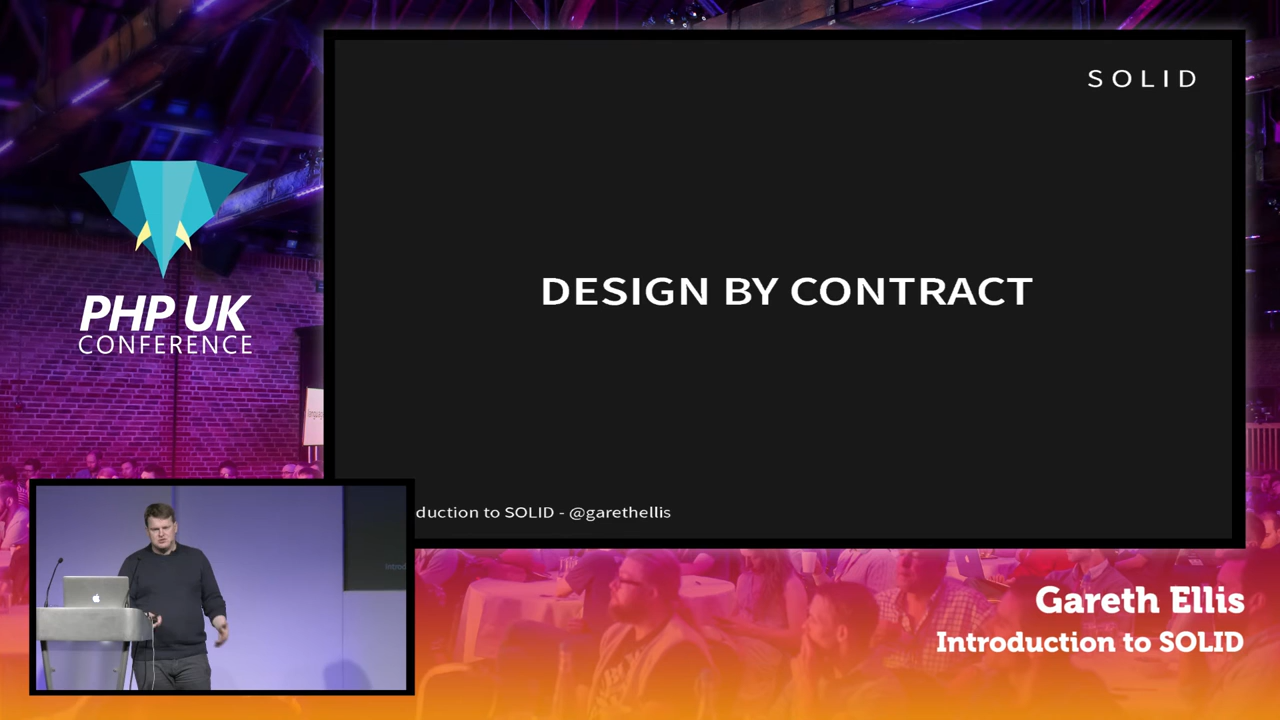 SOLID
DESIGN BY CONTRACT
duction to SOLID - @garethellis
PHP UK
CONFERENCE
Gareth Ellis
Introduction to SOLID